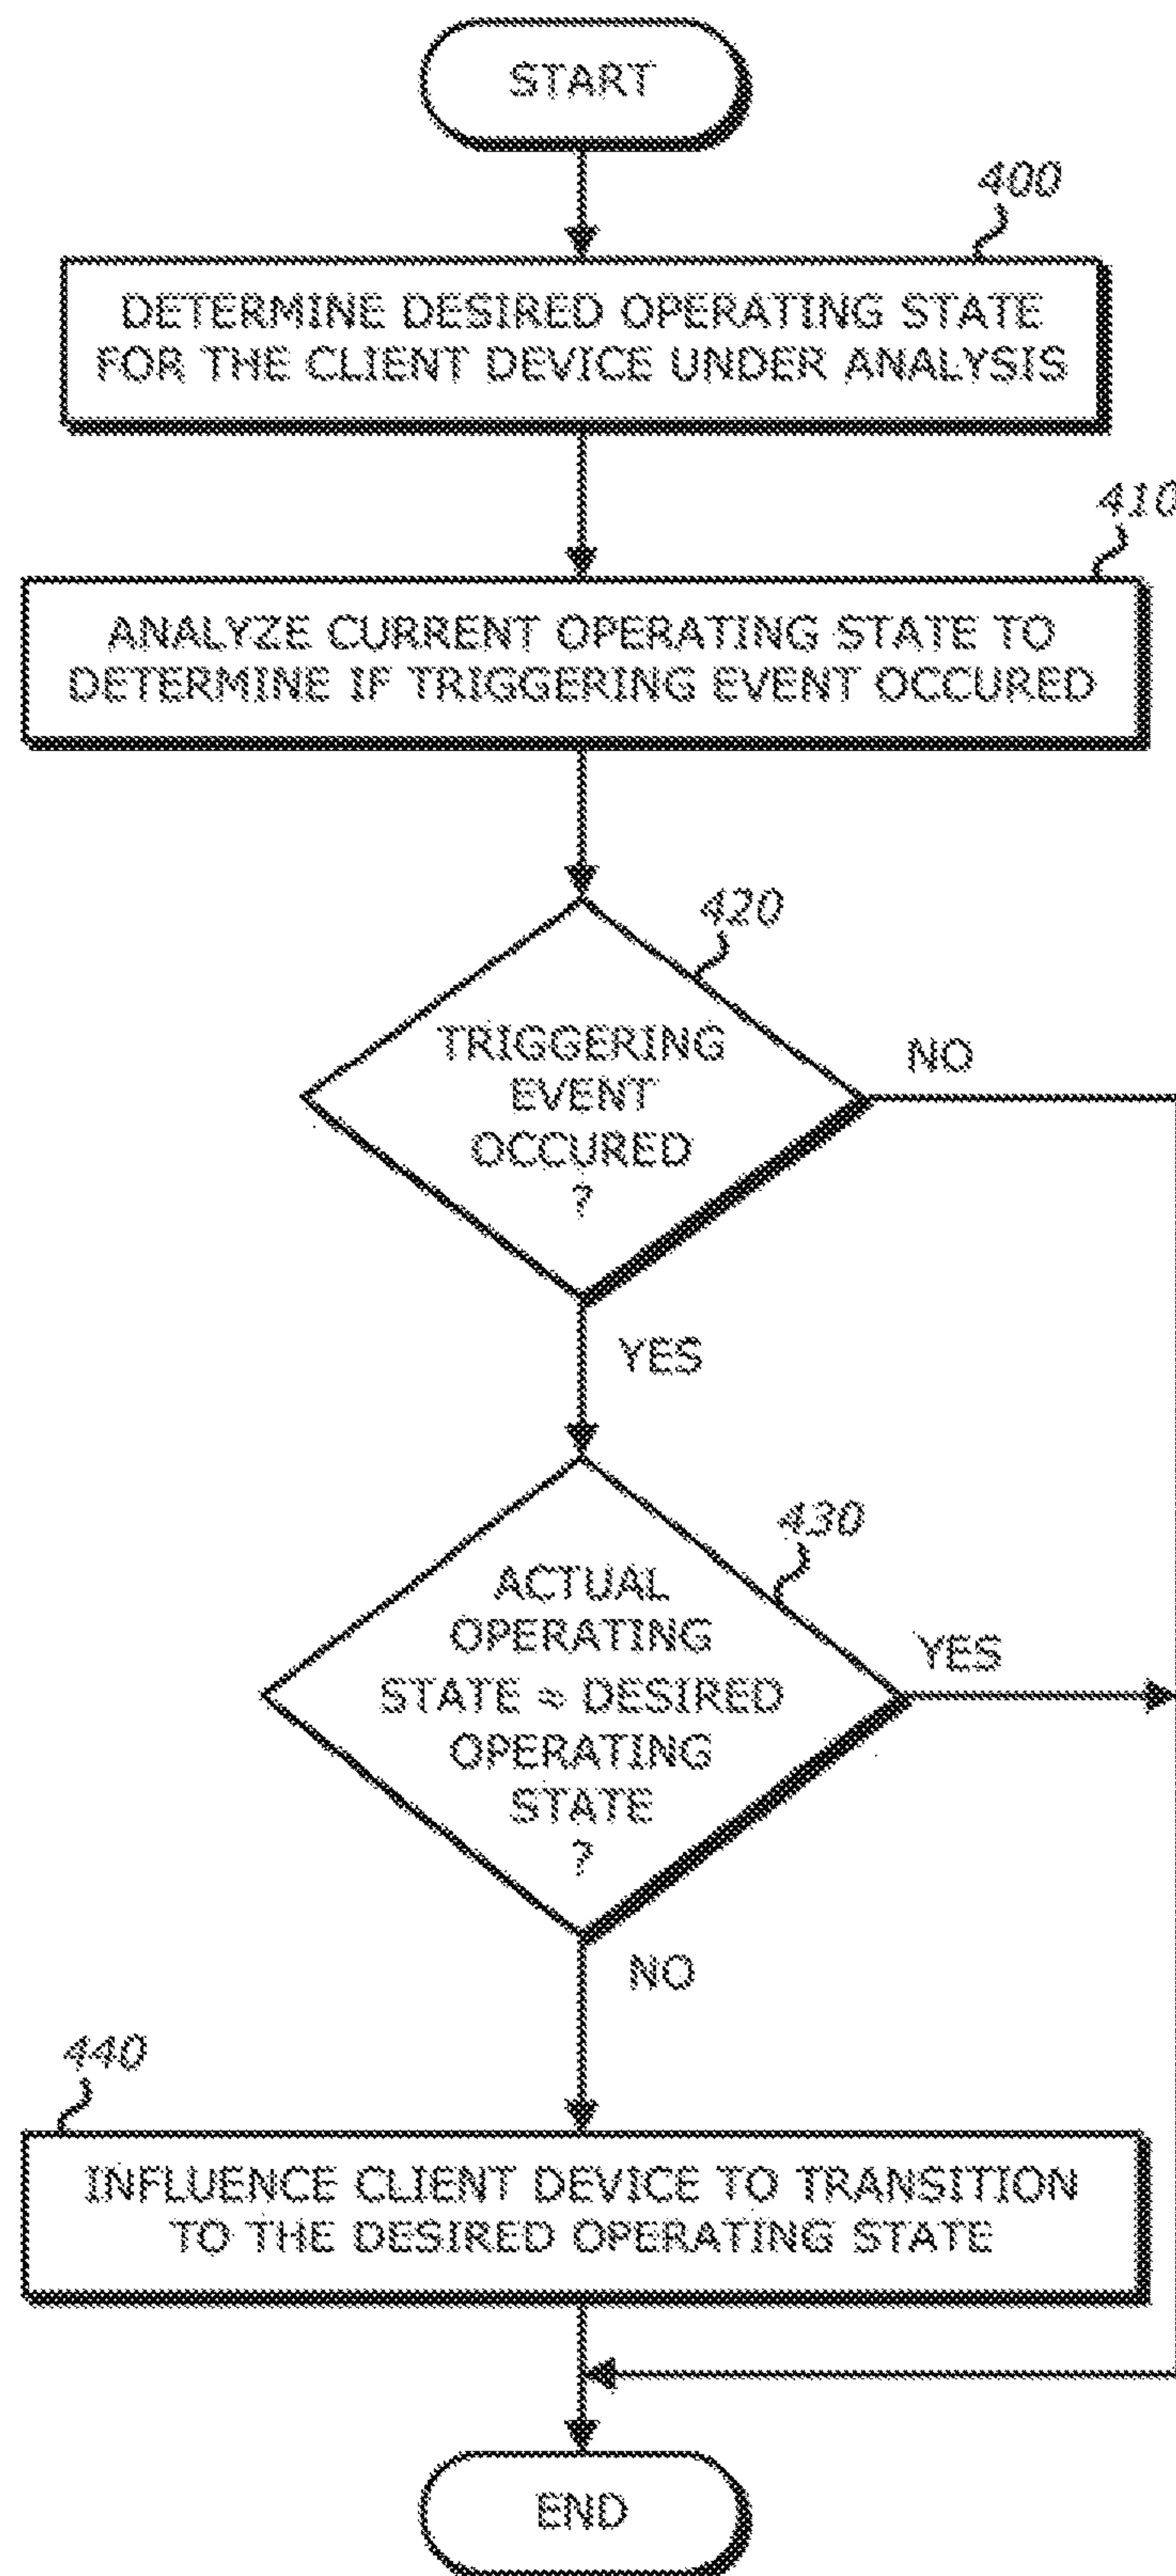 START
400
DETERMINE DESIRED OPERATING STATE
FOR THE CLIENT DEVICE UNDER ANALYSIS
410
ANALYZE CURRENT OPERATING STATE TO
DETERMINE IF TRIGGERING EVENT OCCURED
420
TRIGGERING
EVENT
OCCURED
?
NO
YES
430
ACTUAL
OPERATING
STATE ≈ DESIRED
OPERATING
STATE
?
YES
NO
440
INFLUENCE CLIENT DEVICE TO TRANSITION
TO THE DESIRED OPERATING STATE
END